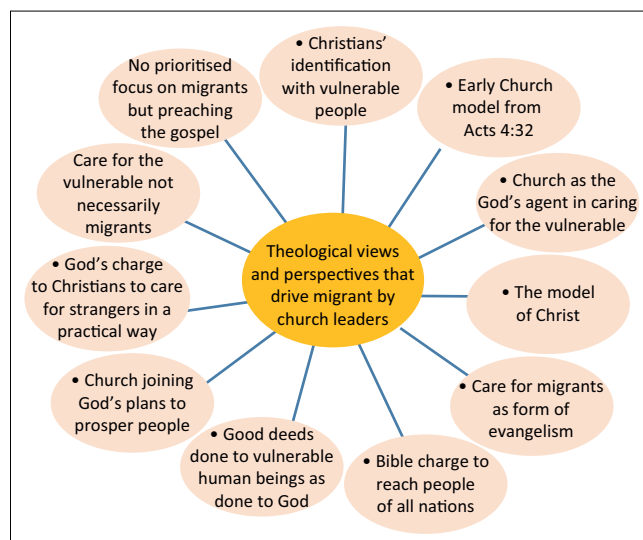 • Christians'
identification
with vulnerable
people
• Early Church
model from
Acts 4:32
• Church as the
God's agent in caring
for the vulnerable
• The model
of Christ
• Care for migrants
as form of
evangelism
• Bible charge to
reach people
of all nations
• Good deeds
done to vulnerable
human beings as
done to God
• Church joining
God's plans to
prosper people
• God's charge
to Christians to care
for strangers in a
practical way
Care for the
vulnerable not
necessarily
migrants
No prioritised
focus on migrants
but preaching
the gospel
Theological views
and perspectives that
drive migrant by
church leaders